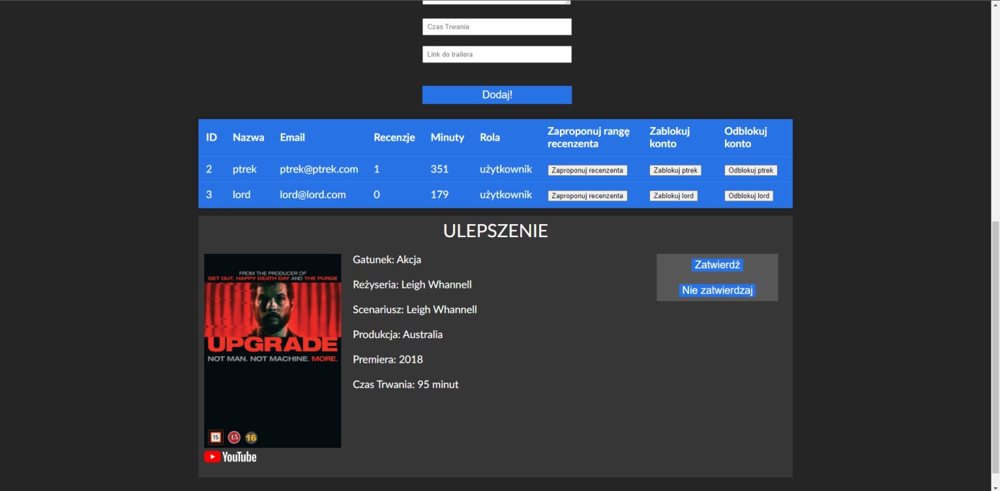 Czas Trwania
Link do trailera
Dodaj!
ID Nazwa Email Recenzje Minuty Rola Zaproponuj rangę recenzenta Zablokuj konto Odblokuj konto
2 ptrek ptrek@ptrek.com 1 351 użytkownik Zaproponuj recenzenta Zablokuj ptrek Odblokuj ptrek
3 lord lord@lord.com 0 179 użytkownik Zaproponuj recenzenta Zablokuj lord Odblokuj lord
ULEPSZENIE
FROM THE PRODUCER OF
GET OUT, HAPPY DEATH DAY AND THE PURGE
UPGRADE
NOT MAN. NOT MACHINE. MORE.
15 15 16
YouTube
Gatunek: Akcja
Reżyseria: Leigh Whannell
Scenariusz: Leigh Whannell
Produkcja: Australia
Premiera: 2018
Czas Trwania: 95 minut
Zatwierdź
Nie zatwierdzaj